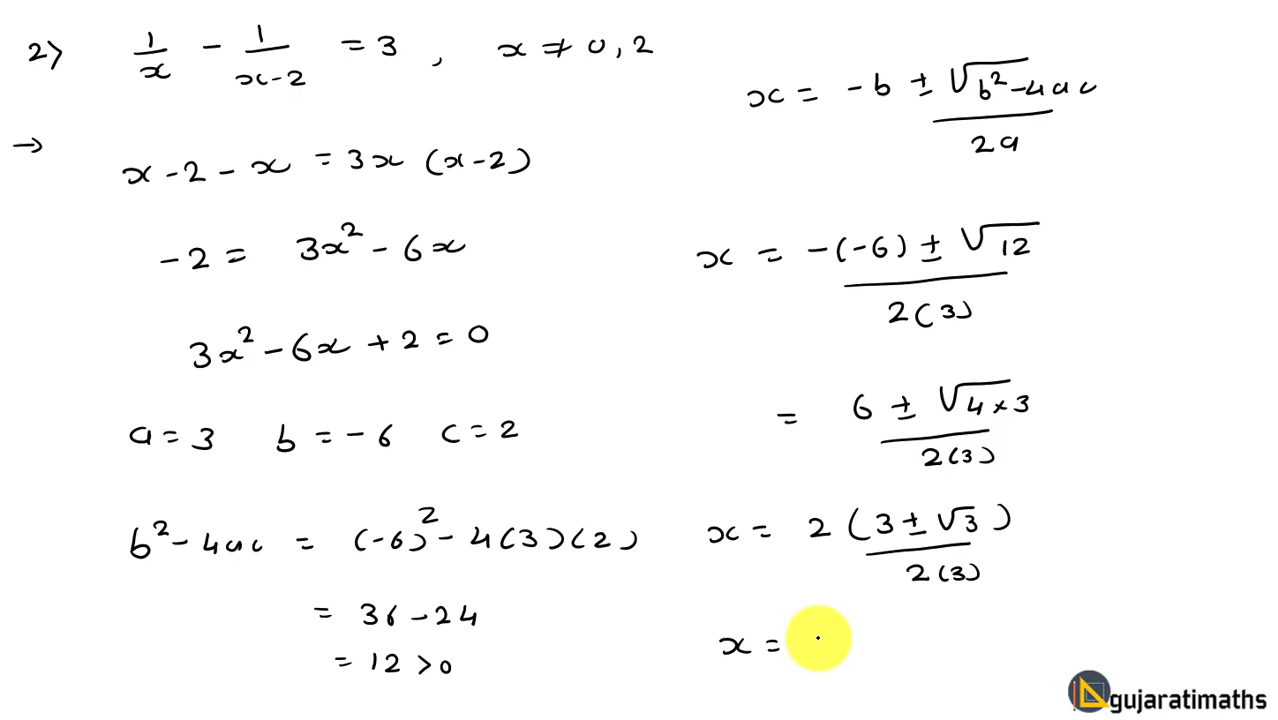 2> 1/x - 1/(x-2) = 3 , x ≠ 0, 2
→ x - 2 - x = 3x (x-2)
-2 = 3x² - 6x
3x² - 6x + 2 = 0
a = 3 b = -6 c = 2
b² - 4ac = (-6)² - 4(3)(2)
= 36 - 24
= 12 > 0
x = -b ± √b² - 4ac / 2a
x = -(-6) ± √12 / 2(3)
= 6 ± √4×3 / 2(3)
x = 2 (3 ± √3) / 2(3)
x =
gujaratimaths